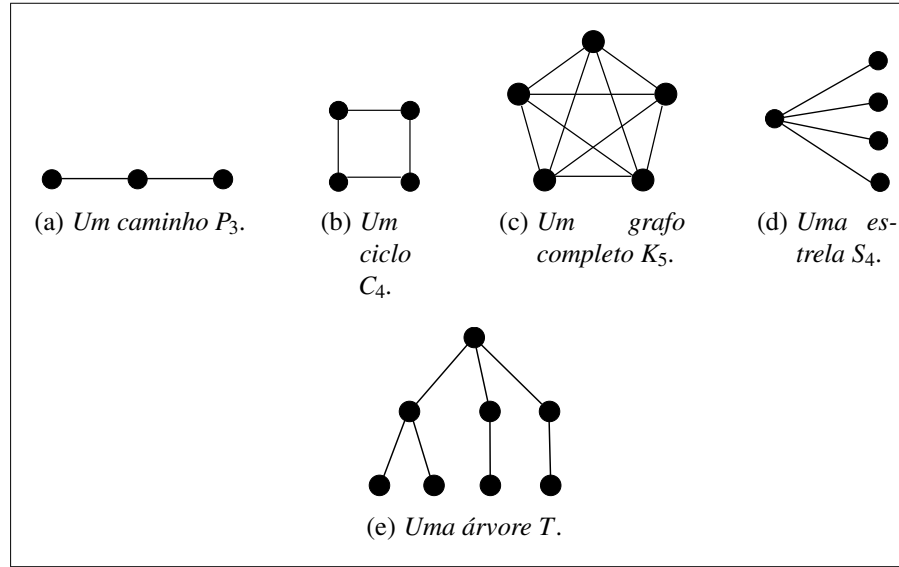 (a) Um caminho P₃.
(b) Um
ciclo
C₄.
(c) Um grafo
completo K₅.
(d) Uma es-
trela S₄.
(e) Uma árvore T.